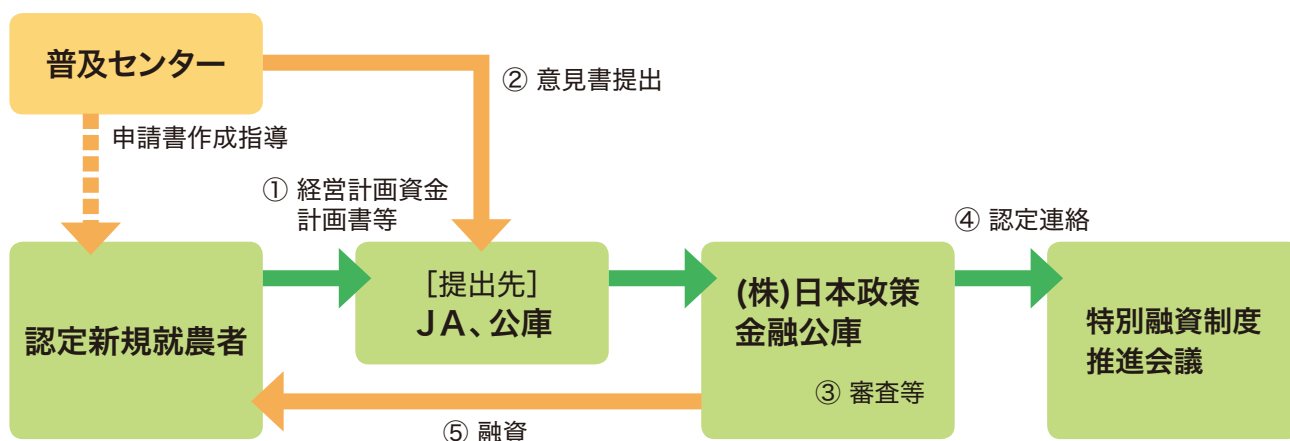 普及センター
② 意見書提出
申請書作成指導
① 経営計画資金
計画書等
認定新規就農者
［提出先］
ＪＡ、公庫
(株)日本政策
金融公庫
③ 審査等
④ 認定連絡
特別融資制度
推進会議
⑤ 融資